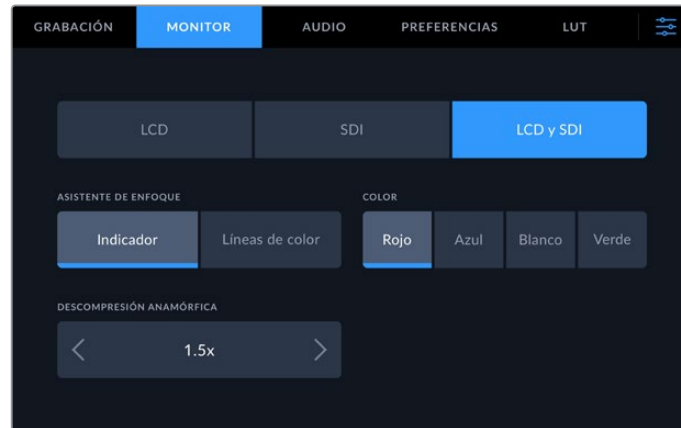 GRABACIÓN MONITOR AUDIO PREFERENCIAS LUT
LCD SDI LCD y SDI
ASISTENTE DE ENFOQUE COLOR
Indicador Líneas de color Rojo Azul Blanco Verde
DESCOMPRESIÓN ANAMÓRFICA
1.5x